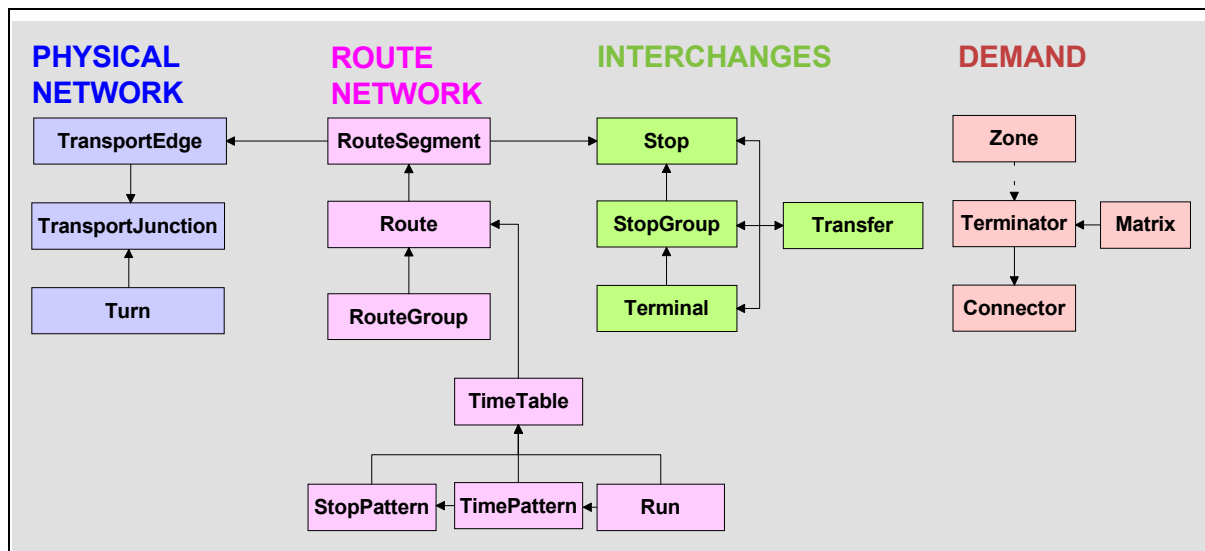 PHYSICAL
NETWORK
ROUTE
NETWORK
INTERCHANGES
DEMAND
TransportEdge
RouteSegment
Stop
Zone
TransportJunction
Route
StopGroup
Transfer
Terminator
Matrix
Turn
RouteGroup
Terminal
Connector
TimeTable
StopPattern
TimePattern
Run